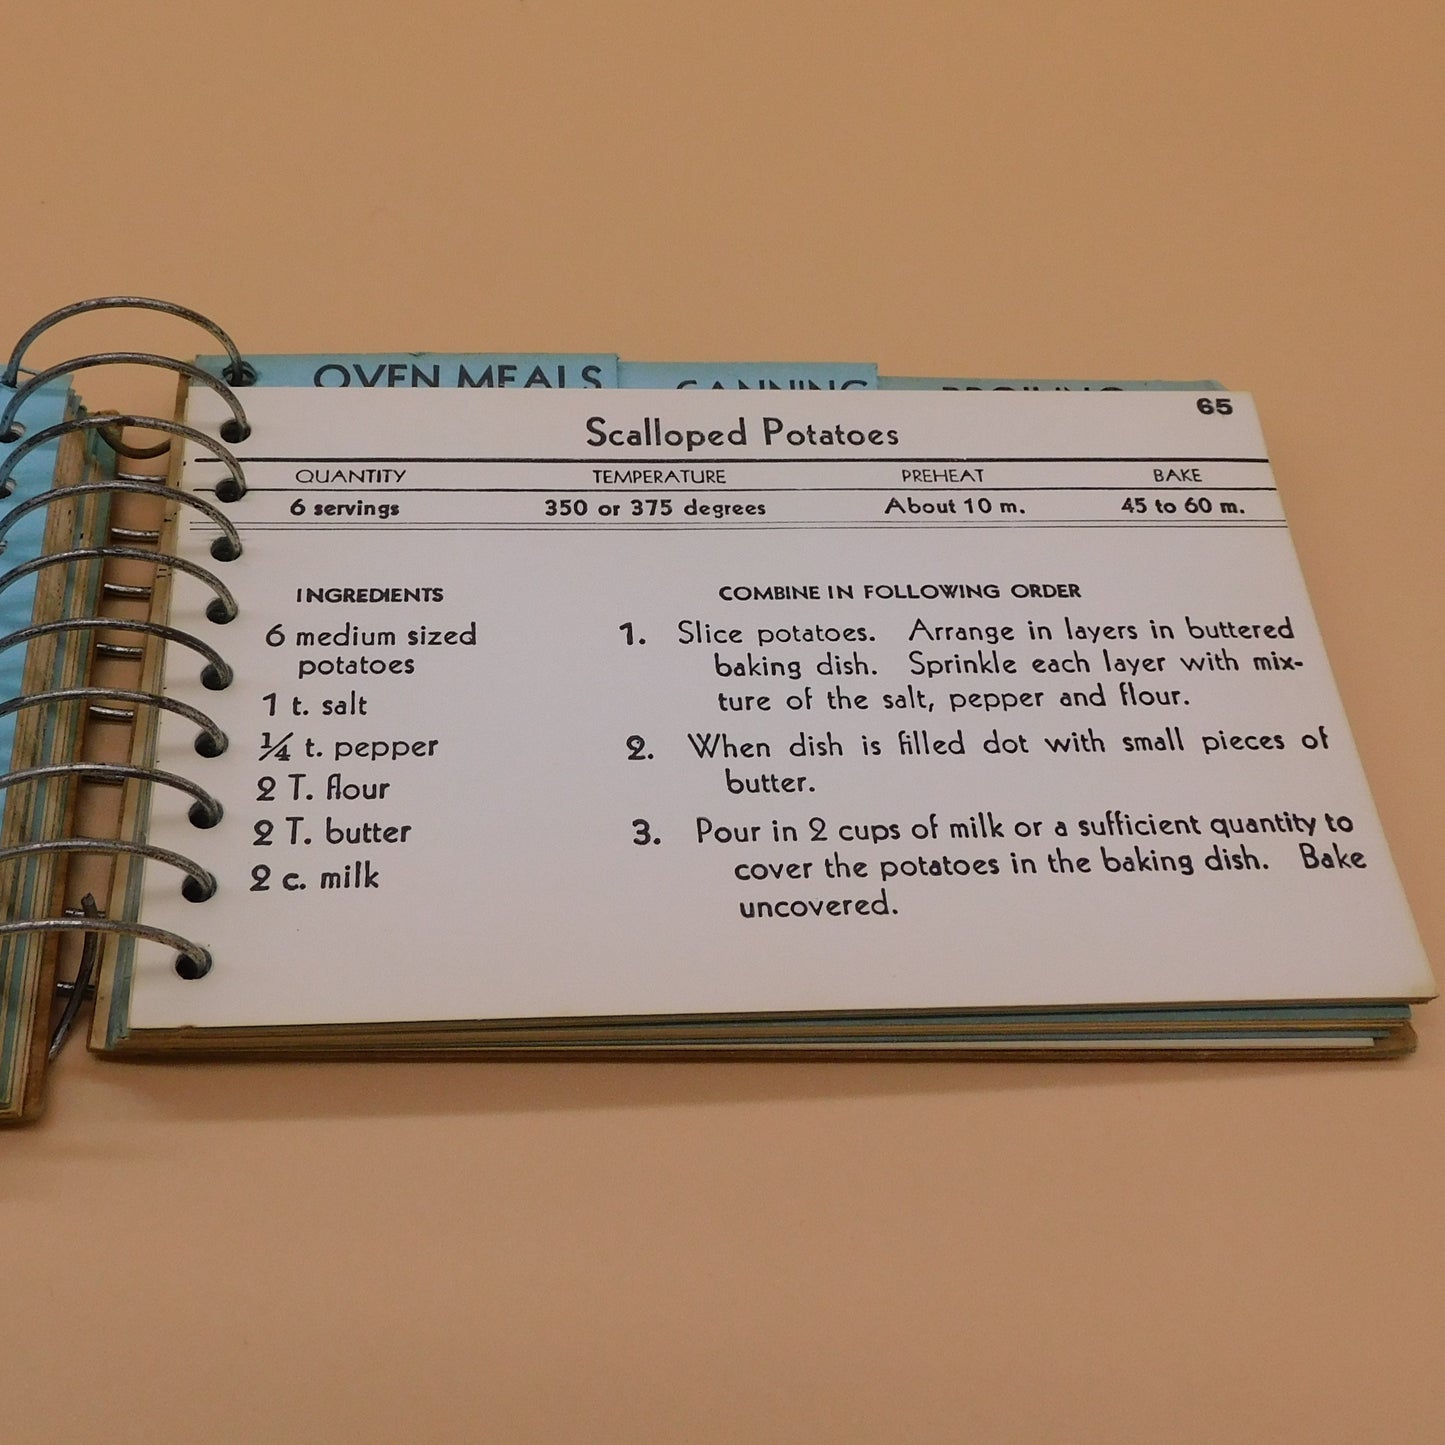 OVEN MEALS
CANNING
BROILING
65
Scalloped Potatoes
QUANTITY TEMPERATURE PREHEAT BAKE
6 servings 350 or 375 degrees About 10 m. 45 to 60 m.
INGREDIENTS
6 medium sized
potatoes
1 t. salt
¼ t. pepper
2 T. flour
2 T. butter
2 c. milk
COMBINE IN FOLLOWING ORDER
1. Slice potatoes. Arrange in layers in buttered
baking dish. Sprinkle each layer with mix-
ture of the salt, pepper and flour.
2. When dish is filled dot with small pieces of
butter.
3. Pour in 2 cups of milk or a sufficient quantity to
cover the potatoes in the baking dish. Bake
uncovered.